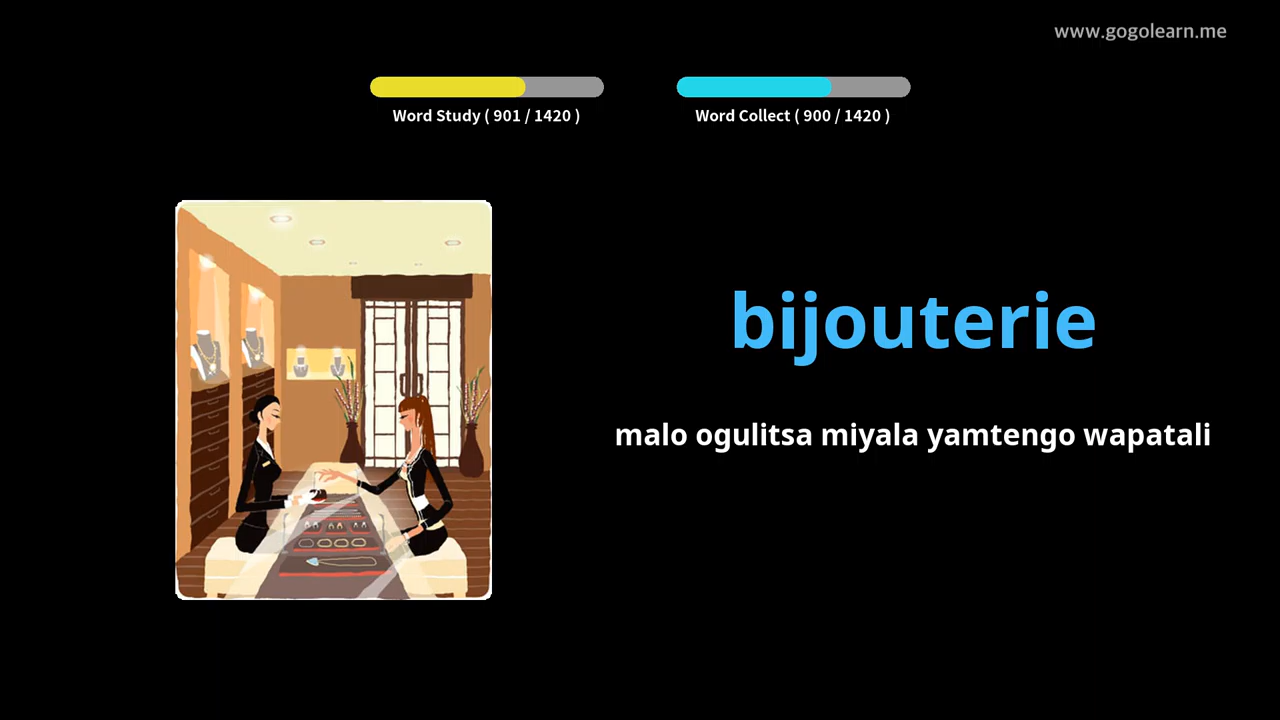 www.gogolearn.me
Word Study ( 901 / 1420 )
Word Collect ( 900 / 1420 )
bijouterie
malo ogulitsa miyala yamtengo wapatali